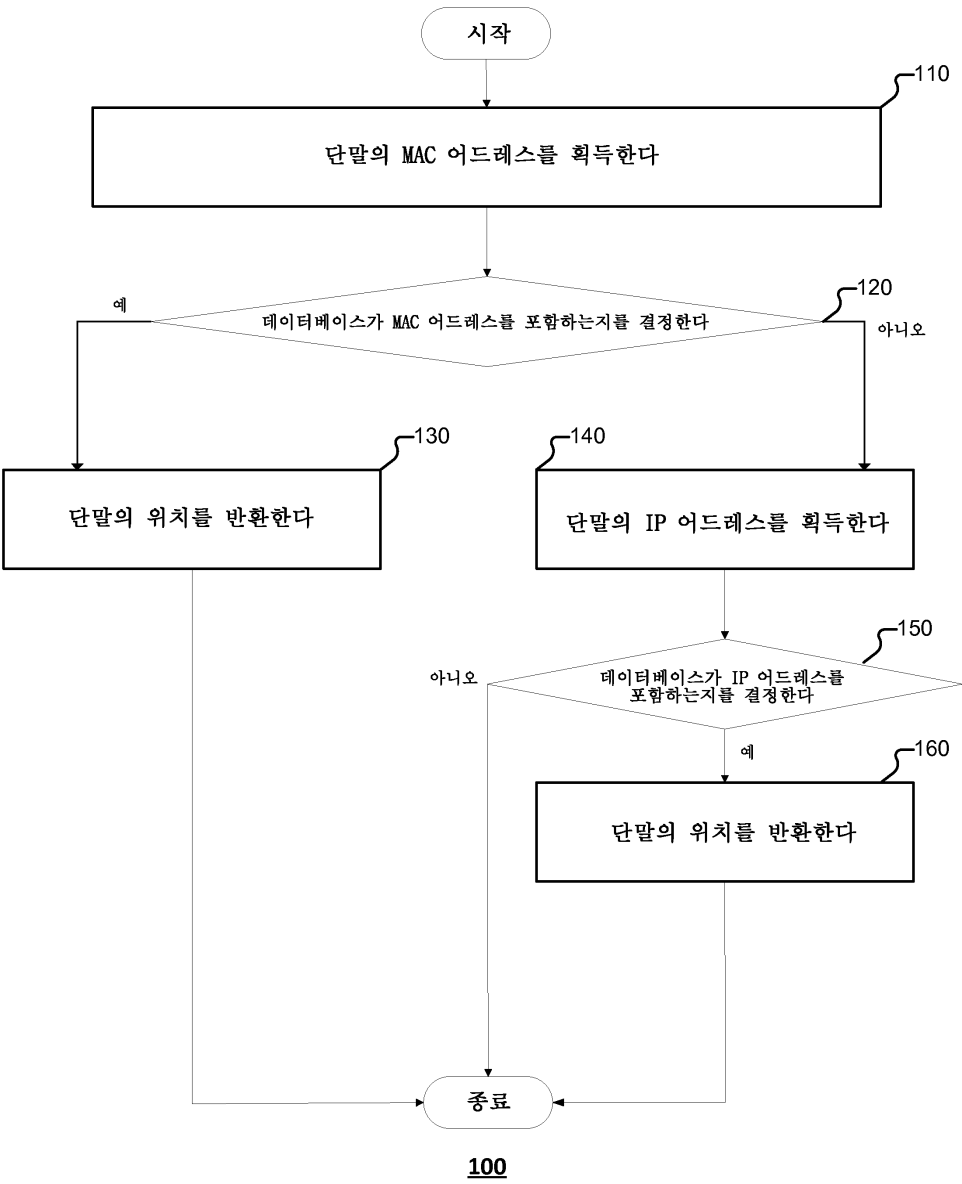 시작
110
단말의 MAC 어드레스를 획득한다
120
예
데이터베이스가 MAC 어드레스를 포함하는지를 결정한다
아니오
130
140
단말의 위치를 반환한다
단말의 IP 어드레스를 획득한다
150
아니오
데이터베이스가 IP 어드레스를
포함하는지를 결정한다
예
160
단말의 위치를 반환한다
종료
100